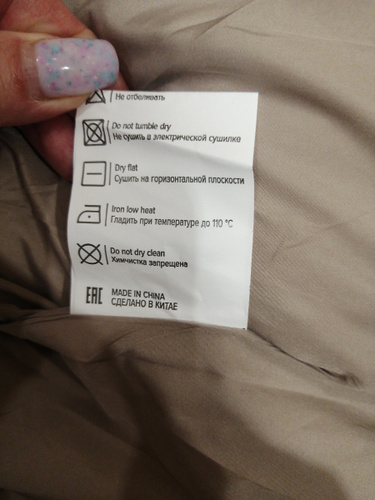 Не отбеливать
Do not tumble dry
Не сушить в электрической сушилке
Dry flat
Сушить на горизонтальной плоскости
Iron low heat
Гладить при температуре до 110 °C
Do not dry clean
Химчистка запрещена
EAC MADE IN CHINA
СДЕЛАНО В КИТАЕ